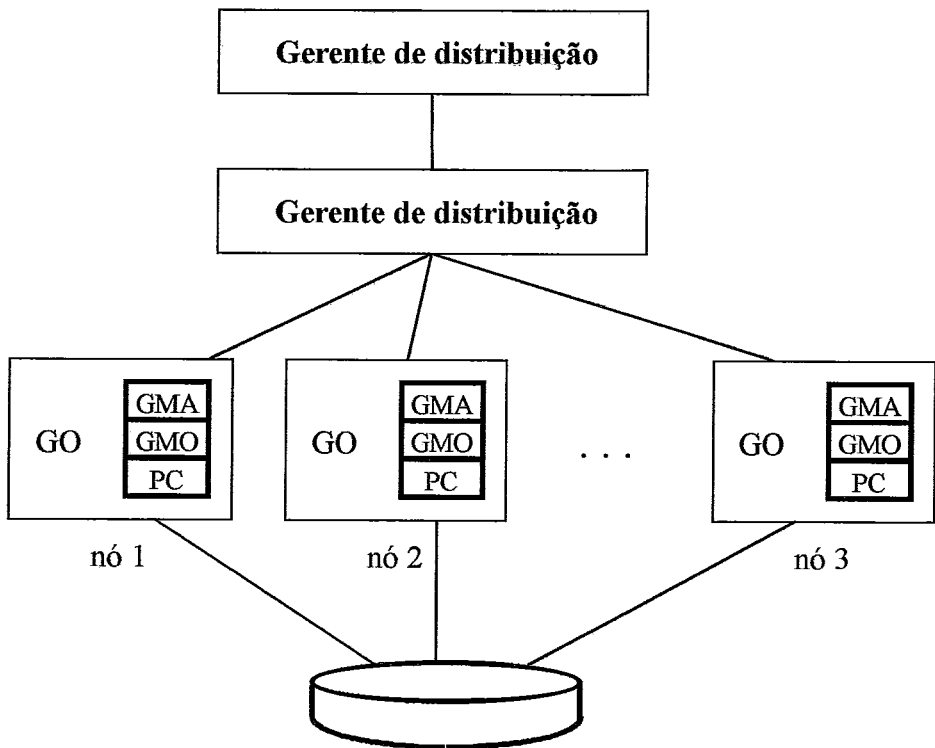 Gerente de distribuição
Gerente de distribuição
GO
GMA
GMO
PC
GO
GMA
GMO
PC
. . .
GO
GMA
GMO
PC
nó 1
nó 2
nó 3